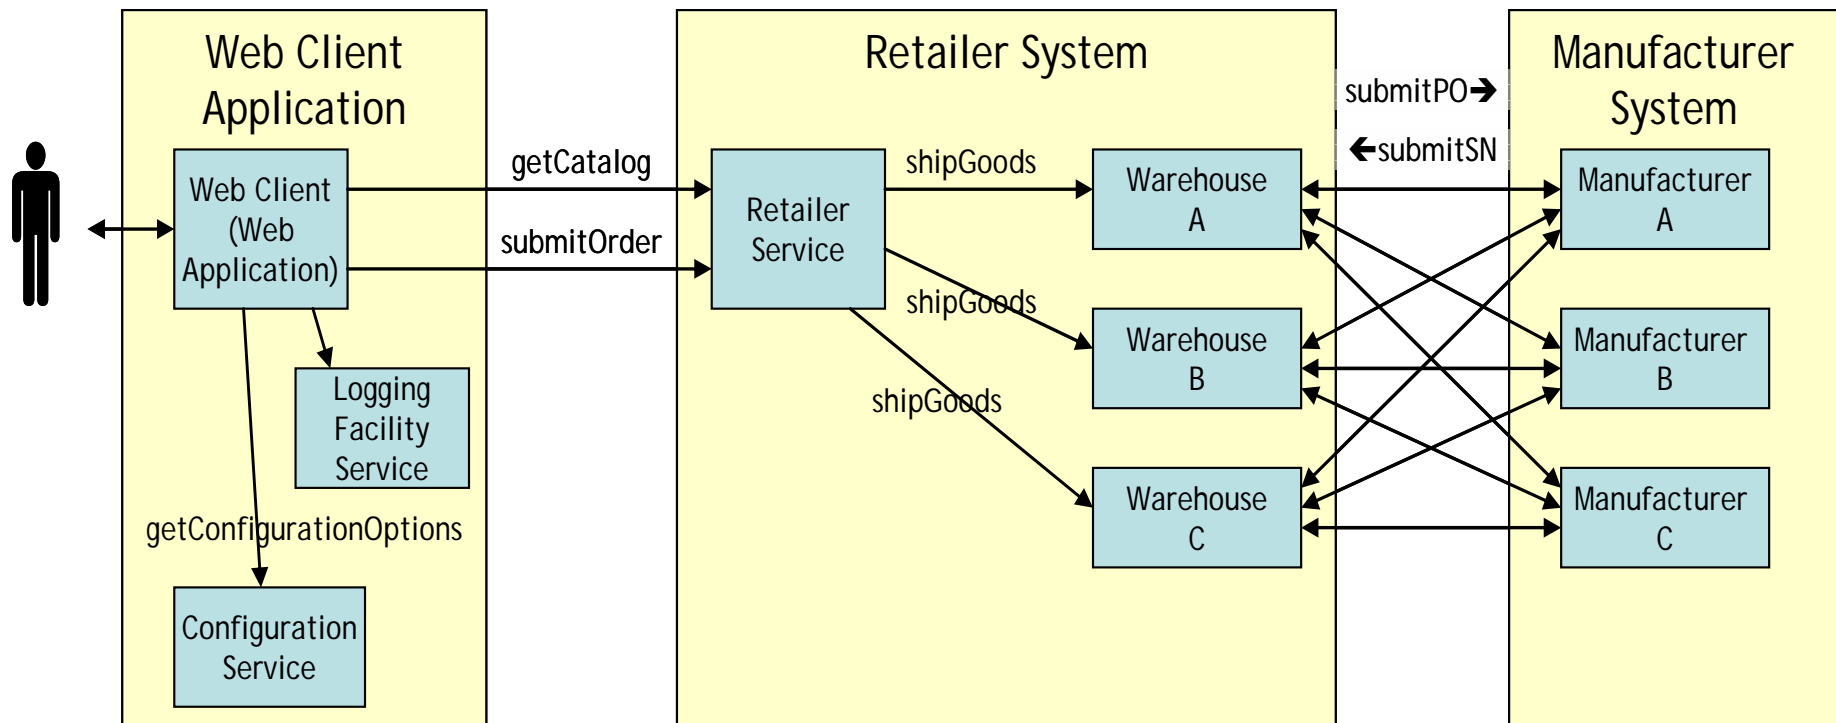 Web Client
Application
Retailer System
Manufacturer
System
submitPO➔
🡰submitSN
Web Client
(Web
Application)
getCatalog
submitOrder
Retailer
Service
shipGoods
shipGoods
shipGoods
Warehouse
A
Warehouse
B
Warehouse
C
Manufacturer
A
Manufacturer
B
Manufacturer
C
Logging
Facility
Service
getConfigurationOptions
Configuration
Service